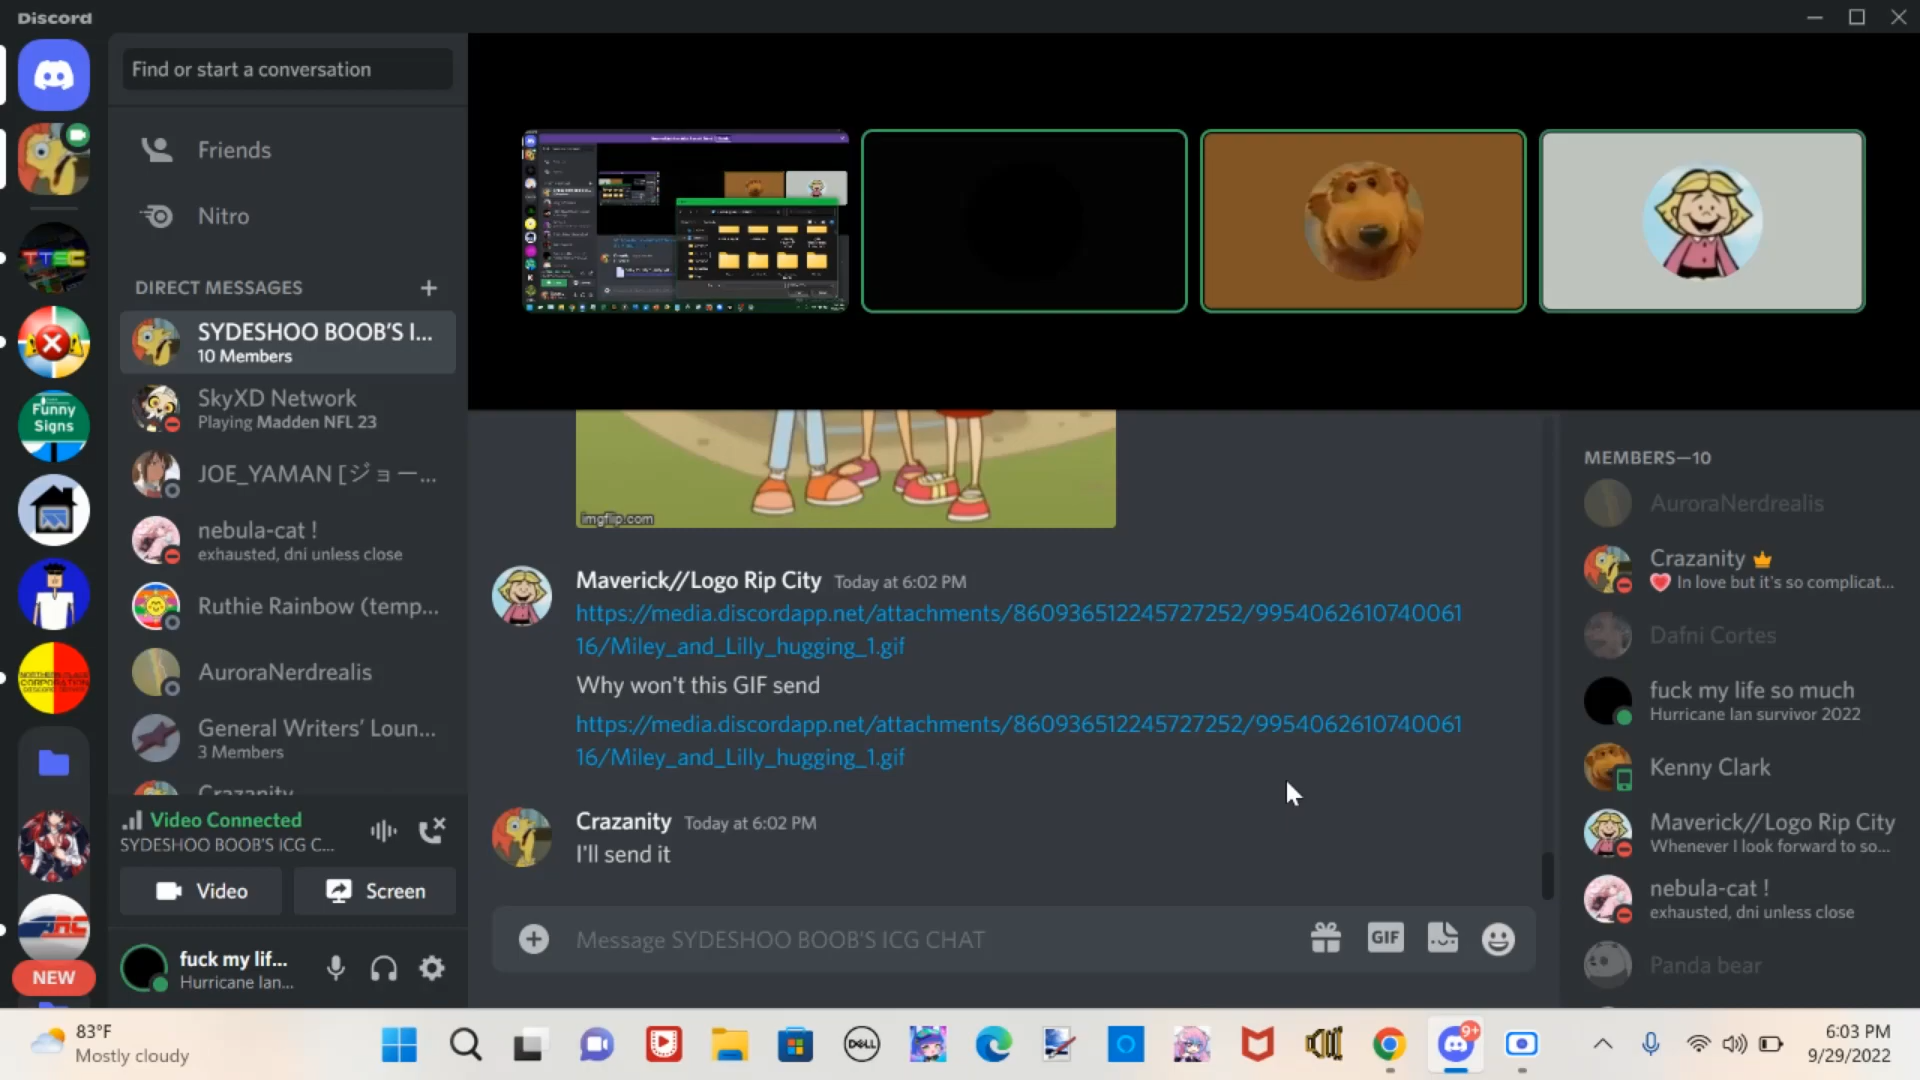 Discord
Find or start a conversation
Friends
Nitro
DIRECT MESSAGES
SYDESHOO BOOB'S I...
10 Members
SkyXD Network
Playing Madden NFL 23
JOE_YAMAN [ジョー...
nebula-cat !
exhausted, dni unless close
Ruthie Rainbow (temp...
AuroraNerdrealis
General Writers' Loun...
3 Members
Crazanity
Video Connected
SYDESHOO BOOB'S ICG C...
Video
Screen
fuck my lif...
Hurricane Ian...
TTSC
Funny
Signs
NEW
imgflip.com
Maverick//Logo Rip City Today at 6:02 PM
https://media.discordapp.net/attachments/860936512245727252/9954062610740061
16/Miley_and_Lilly_hugging_1.gif
Why won't this GIF send
https://media.discordapp.net/attachments/860936512245727252/9954062610740061
16/Miley_and_Lilly_hugging_1.gif
Crazanity Today at 6:02 PM
I'll send it
Message SYDESHOO BOOB'S ICG CHAT
GIF
MEMBERS—10
AuroraNerdrealis
Crazanity
In love but it's so complicat...
Dafni Cortes
fuck my life so much
Hurricane Ian survivor 2022
Kenny Clark
Maverick//Logo Rip City
Whenever I look forward to so...
nebula-cat !
exhausted, dni unless close
Panda bear
83°F
Mostly cloudy
DELL
9+
6:03 PM
9/29/2022